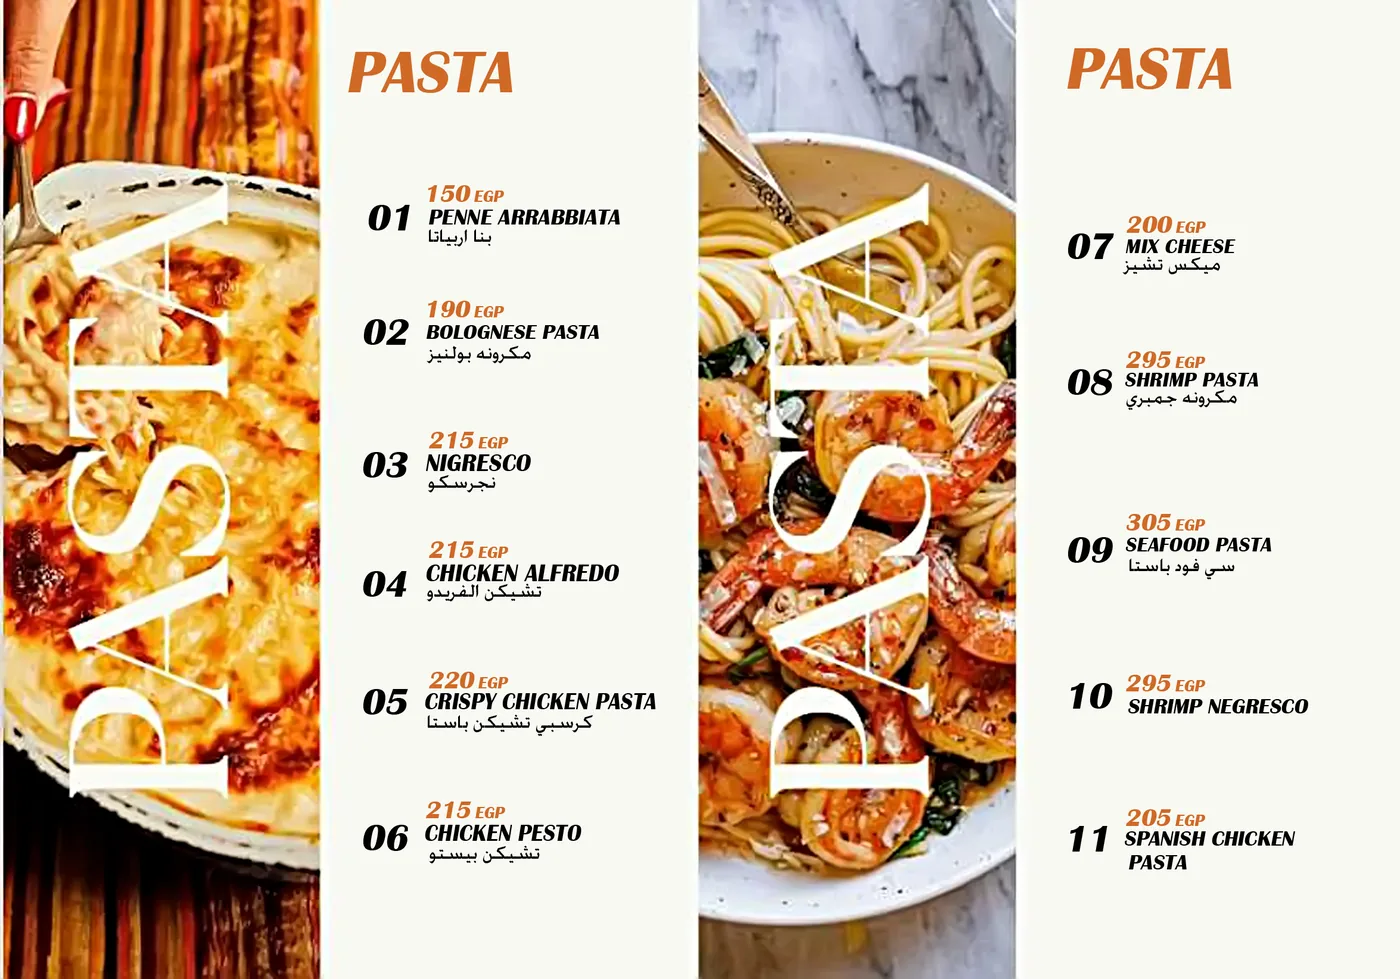 PASTA
PASTA
01
150 EGP
PENNE ARRABBIATA
بنا اربياتا
02
190 EGP
BOLOGNESE PASTA
مكرونه بولنيز
03
215 EGP
NIGRESCO
نجرسكو
04
215 EGP
CHICKEN ALFREDO
تشيكن الفريدو
05
220 EGP
CRISPY CHICKEN PASTA
كرسبي تشيكن باستا
06
215 EGP
CHICKEN PESTO
تشيكن بيستو
PASTA
PASTA
07
200 EGP
MIX CHEESE
ميكس تشيز
08
295 EGP
SHRIMP PASTA
مكرونه جمبري
09
305 EGP
SEAFOOD PASTA
سي فود باستا
10
295 EGP
SHRIMP NEGRESCO
11
205 EGP
SPANISH CHICKEN
PASTA